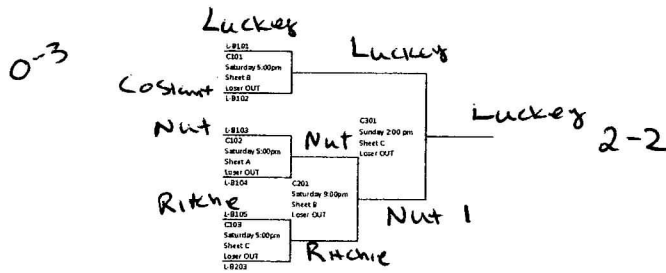 Luckey
0-3
L-B101
Luckey
C101
Saturday 5:00pm
Sheet B
Loser OUT
Costant
L-B102
Luckey
2-2
Nut
L-B103
Nut
C102
Saturday 5:00pm
Sheet A
Loser OUT
L-B104
C301
Sunday 2:00 pm
Sheet C
Loser OUT
C201
Saturday 9:00pm
Sheet B
Loser OUT
Ritchie
L-B105
Nut 1
C103
Saturday 5:00pm
Sheet C
Loser OUT
Ritchie
L-B203